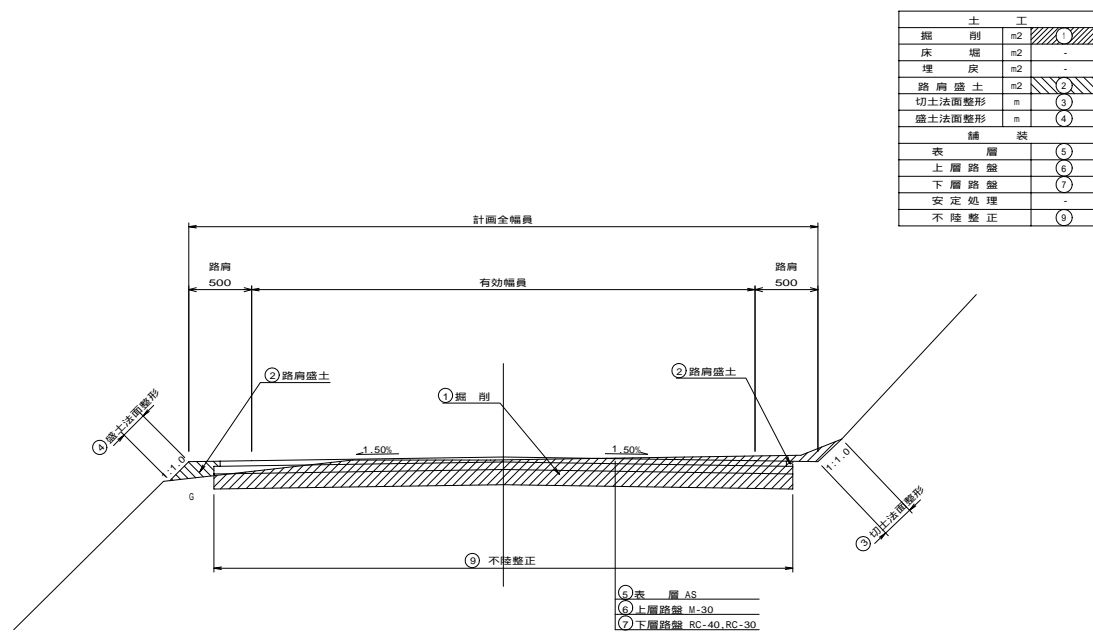 土 工
掘 削 m2 ①
床 堀 m2 -
埋 戻 m2 -
路 肩 盛 土 m2 ②
切土法面整形 m ③
盛土法面整形 m ④
舗 装
表 層 ⑤
上 層 路 盤 ⑥
下 層 路 盤 ⑦
安 定 処 理 -
不 陸 整 正 ⑨
計画全幅員
路肩 路肩
500 有効幅員 500
②路肩盛土 ②路肩盛土
①掘 削
④ 盛土法面整形
1:1.0
1.50% 1.50%
1:1.0
G
③ 切土法面整形
⑨ 不陸整正
⑤表 層 AS
⑥上層路盤 M-30
⑦下層路盤 RC-40,RC-30